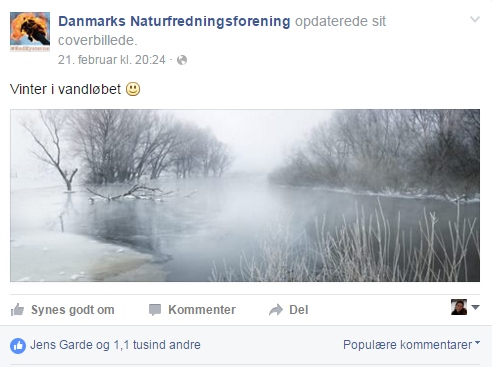 Danmarks Naturfredningsforening opdaterede sit
coverbillede.
21. februar kl. 20:24 ·
Vinter i vandløbet
Synes godt om Kommenter Del
Jens Garde og 1,1 tusind andre Populære kommentarer